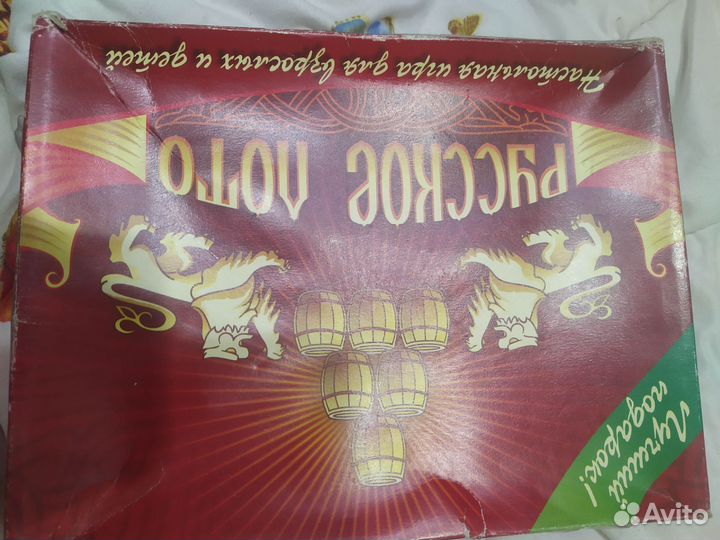 Настольная игра для взрослых и детей
РУССКОЕ ЛОТО
Лучший
подарок!
Avito